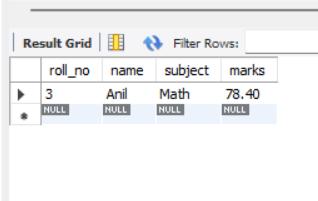 Result Grid Filter Rows:
roll_no name subject marks
3 Anil Math 78.40
NULL NULL NULL NULL